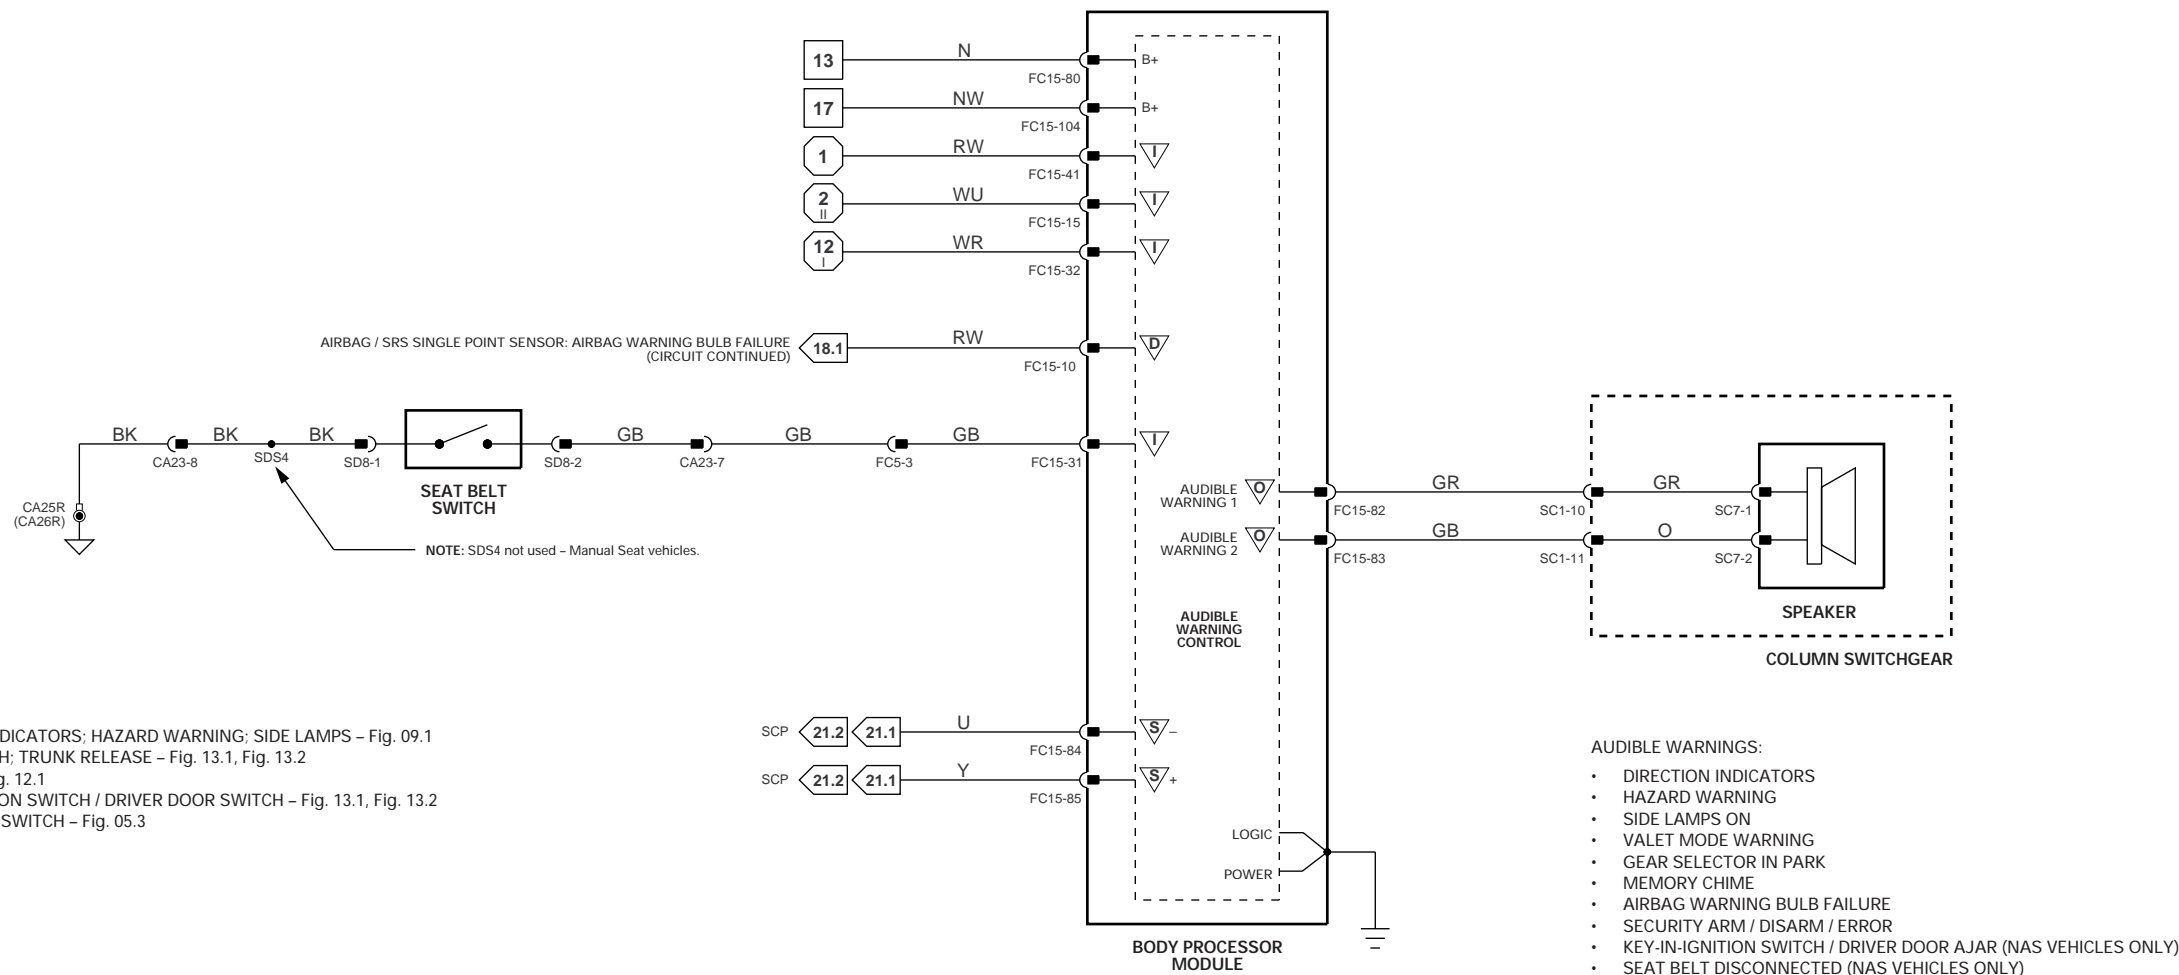 13
N
FC15-80
B+
17
NW
FC15-104
B+
1
RW
FC15-41
I
2
II
WU
FC15-15
I
12
I
WR
FC15-32
I
AIRBAG / SRS SINGLE POINT SENSOR: AIRBAG WARNING BULB FAILURE
(CIRCUIT CONTINUED)
18.1
RW
FC15-10
D
BK
CA23-8
BK
SDS4
BK
SD8-1
SD8-2
GB
CA23-7
GB
FC5-3
GB
FC15-31
I
SEAT BELT
SWITCH
CA25R
(CA26R)
NOTE: SDS4 not used – Manual Seat vehicles.
AUDIBLE
WARNING 1
O
FC15-82
GR
SC1-10
GR
SC7-1
AUDIBLE
WARNING 2
O
FC15-83
GB
SC1-11
O
SC7-2
SPEAKER
COLUMN SWITCHGEAR
AUDIBLE
WARNING
CONTROL
SCP
21.2
21.1
U
FC15-84
S
–
SCP
21.2
21.1
Y
FC15-85
S
+
LOGIC
POWER
BODY PROCESSOR
MODULE
DICATORS; HAZARD WARNING; SIDE LAMPS – Fig. 09.1
H; TRUNK RELEASE – Fig. 13.1, Fig. 13.2
g. 12.1
ON SWITCH / DRIVER DOOR SWITCH – Fig. 13.1, Fig. 13.2
SWITCH – Fig. 05.3
AUDIBLE WARNINGS:
• DIRECTION INDICATORS
• HAZARD WARNING
• SIDE LAMPS ON
• VALET MODE WARNING
• GEAR SELECTOR IN PARK
• MEMORY CHIME
• AIRBAG WARNING BULB FAILURE
• SECURITY ARM / DISARM / ERROR
• KEY-IN-IGNITION SWITCH / DRIVER DOOR AJAR (NAS VEHICLES ONLY)
• SEAT BELT DISCONNECTED (NAS VEHICLES ONLY)